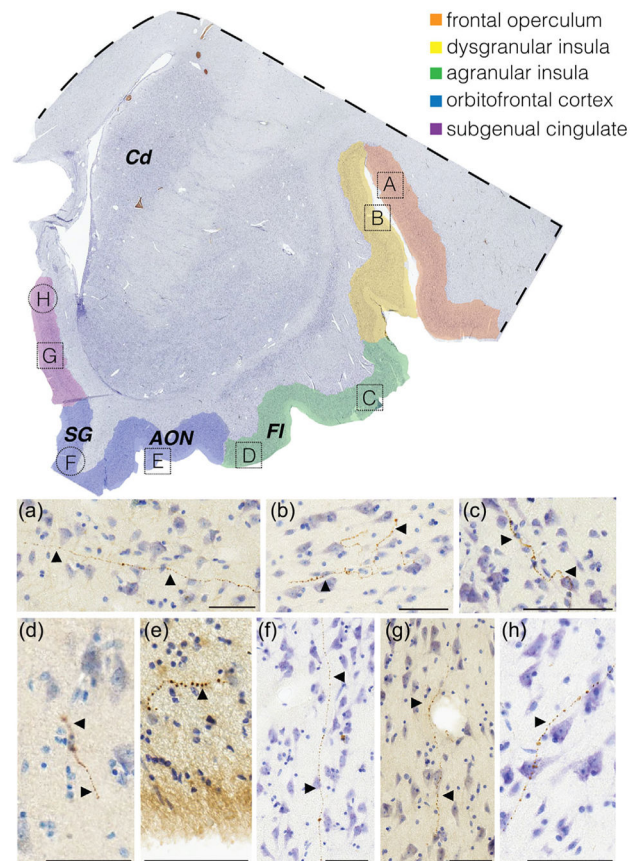 frontal operculum
dysgranular insula
agranular insula
orbitofrontal cortex
subgenual cingulate
Cd
A
B
H
G
C
SG
AON
FI
F
E
D
(a)
(b)
(c)
(d)
(e)
(f)
(g)
(h)